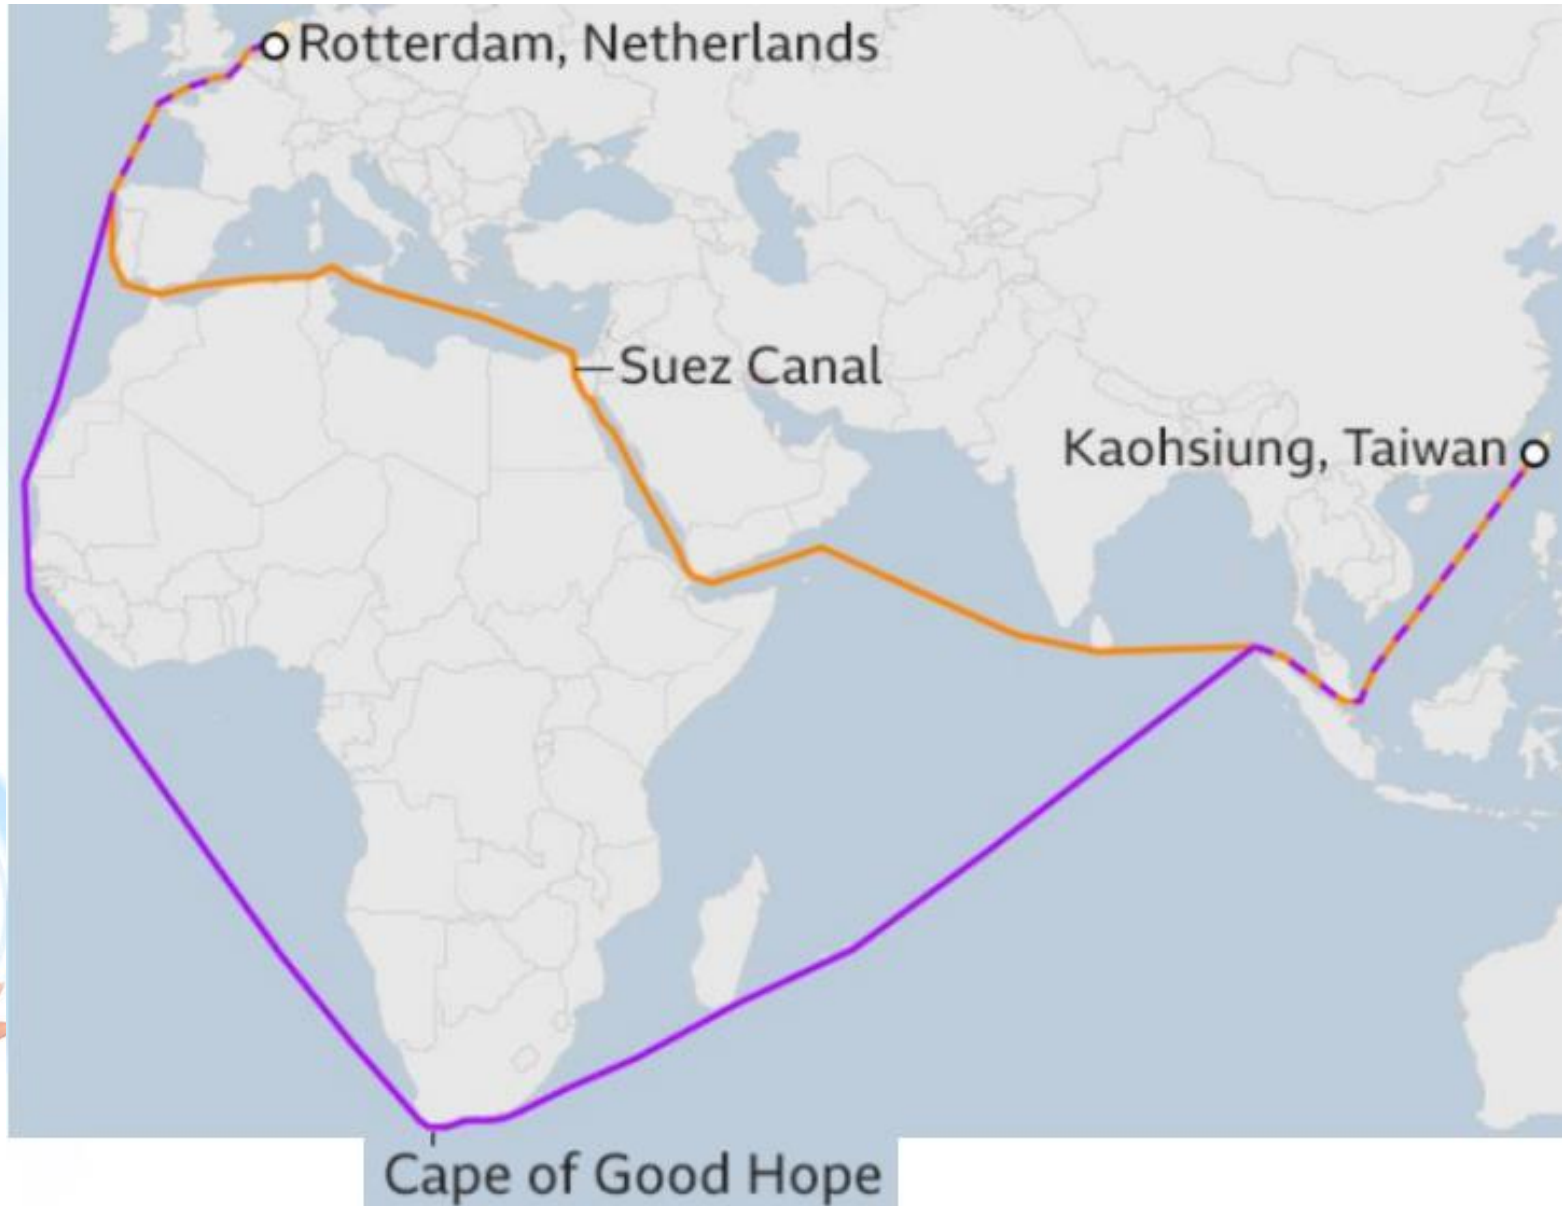 Rotterdam, Netherlands
Suez Canal
Kaohsiung, Taiwan
Cape of Good Hope